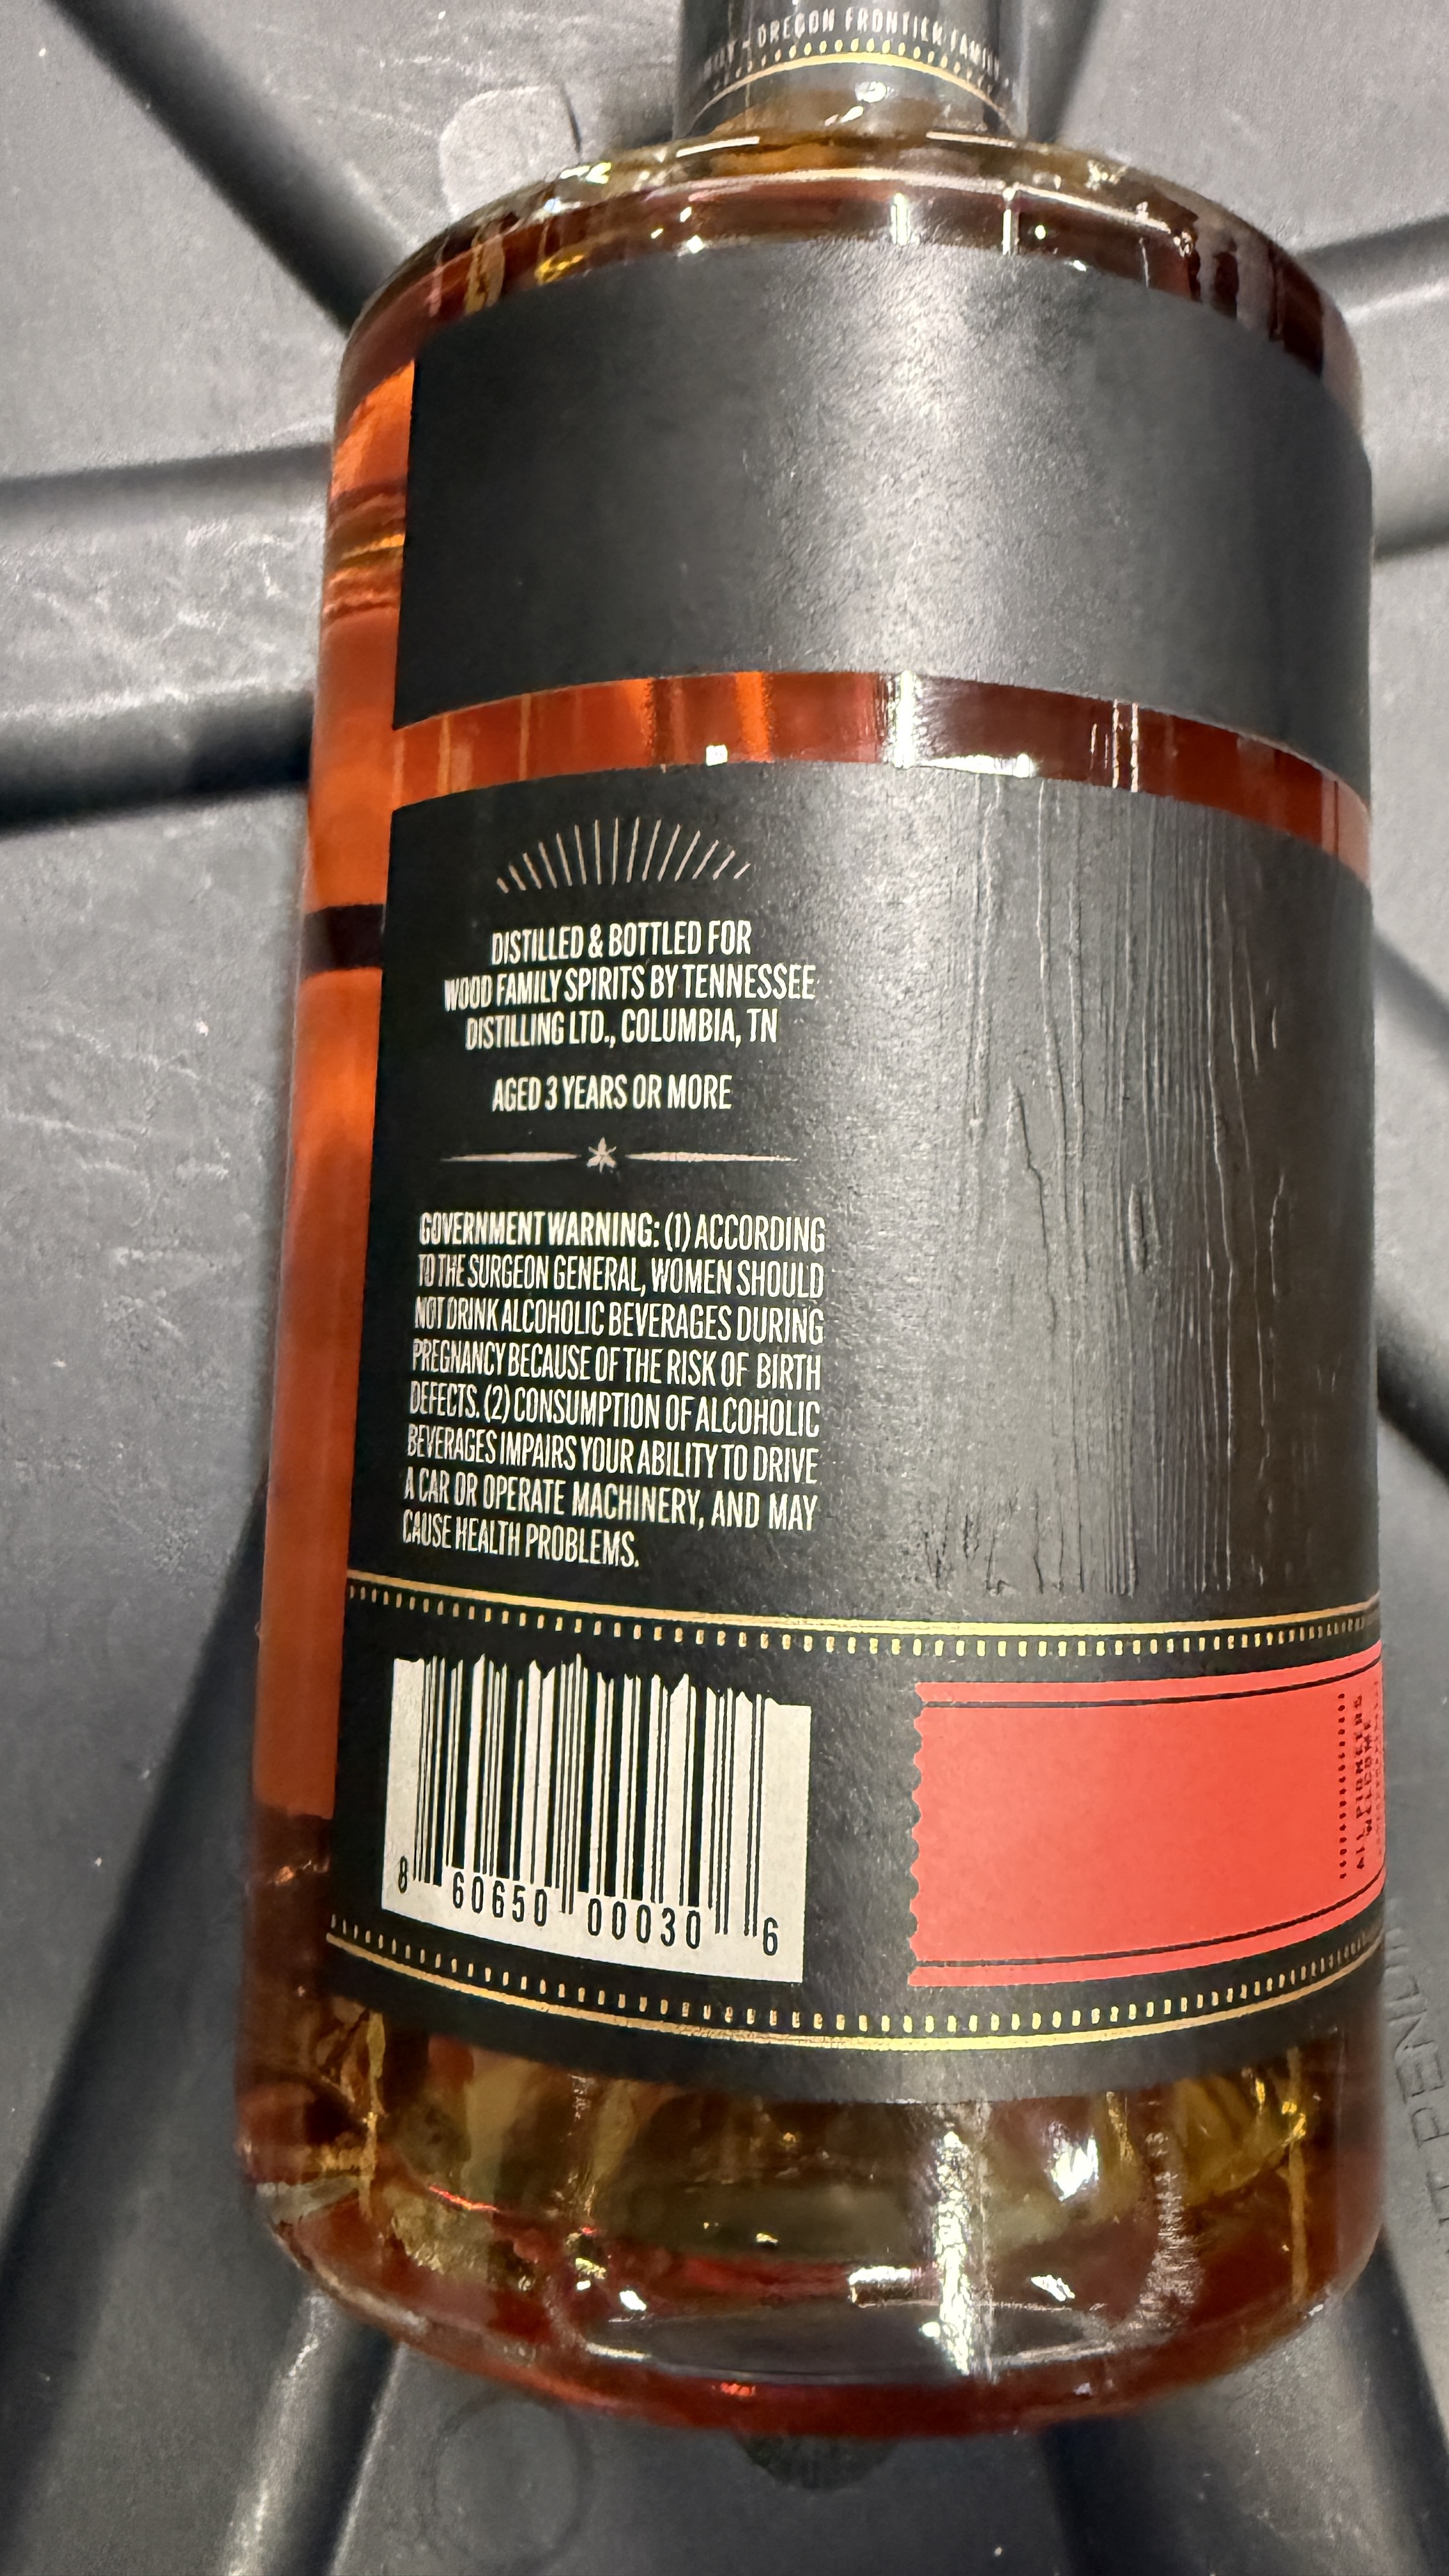 OREGON FRONTIER FAMILY
DISTILLED & BOTTLED FOR
WOOD FAMILY SPIRITS BY TENNESSEE
DISTILLING LTD., COLUMBIA, TN
AGED 3 YEARS OR MORE
GOVERNMENT WARNING: (1) ACCORDING
TO THE SURGEON GENERAL, WOMEN SHOULD
NOT DRINK ALCOHOLIC BEVERAGES DURING
PREGNANCY BECAUSE OF THE RISK OF BIRTH
DEFECTS. (2) CONSUMPTION OF ALCOHOLIC
BEVERAGES IMPAIRS YOUR ABILITY TO DRIVE
A CAR OR OPERATE MACHINERY, AND MAY
CAUSE HEALTH PROBLEMS.
8 60650 00030 6
ALL PIONEERS
WELCOME